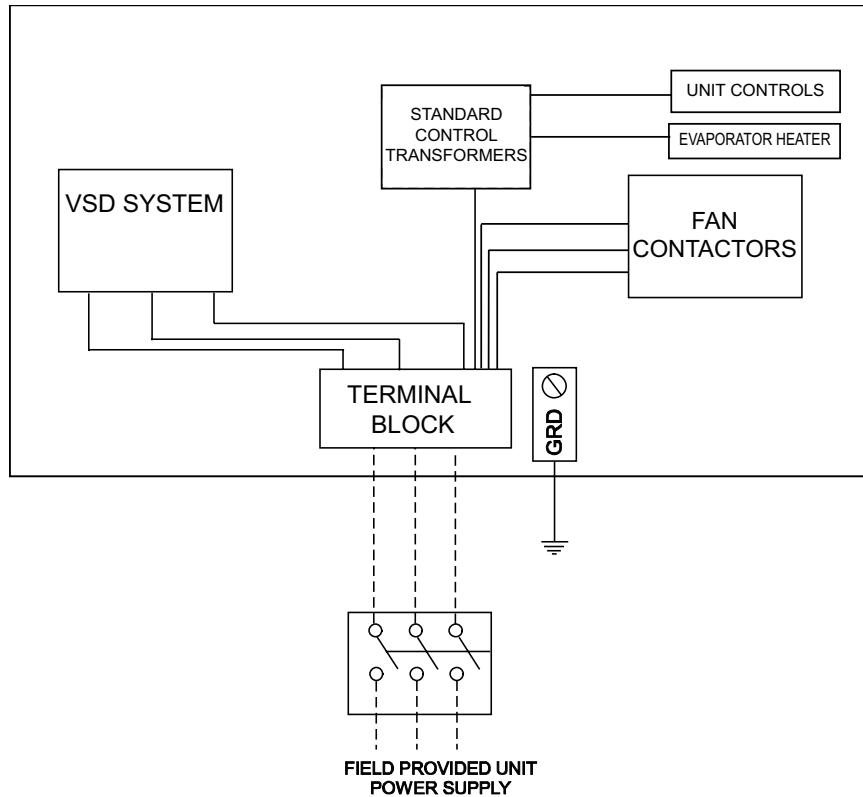 UNIT CONTROLS
STANDARD
CONTROL
TRANSFORMERS
EVAPORATOR HEATER
VSD SYSTEM
FAN
CONTACTORS
TERMINAL
BLOCK
GRD
FIELD PROVIDED UNIT
POWER SUPPLY